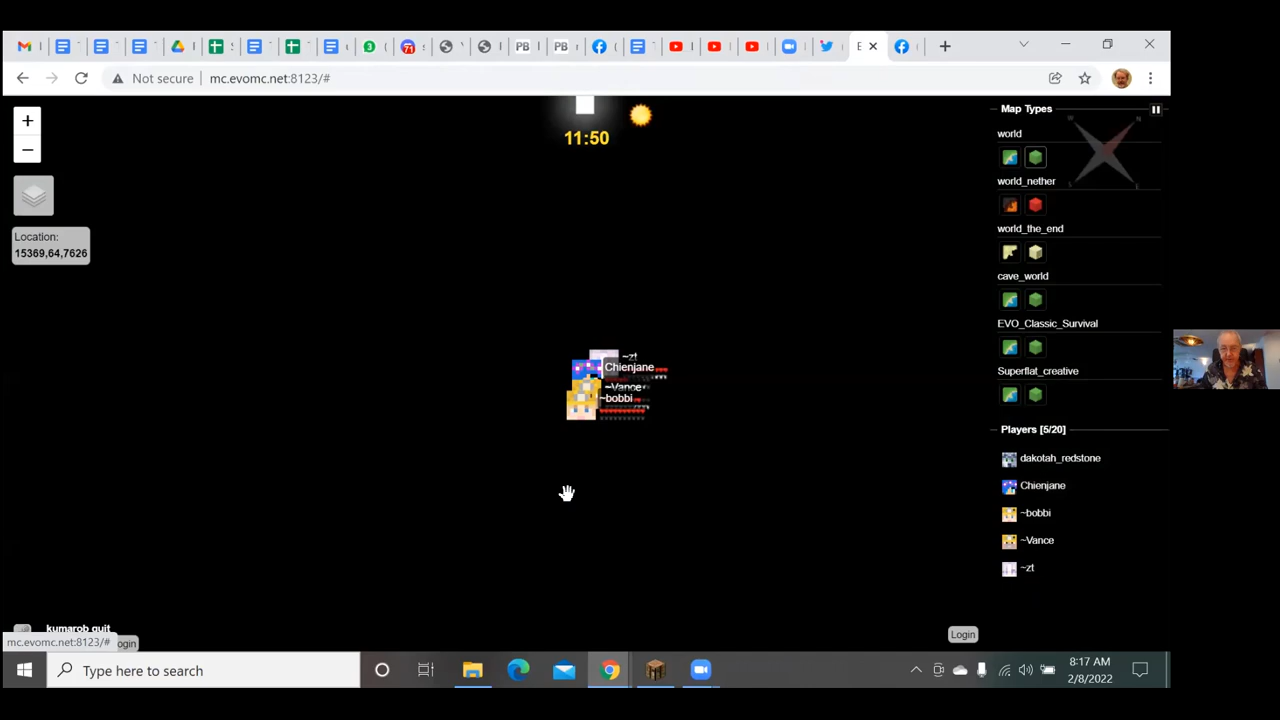 Not secure
mc.evomc.net:8123/#
11:50
Map Types
world
world_nether
world_the_end
cave_world
EVO_Classic_Survival
Superflat_creative
Players [5/20]
dakotah_redstone
Chienjane
~bobbi
~Vance
~zt
Location:
15369,64,7626
~zt
Chienjane
~Vance
~bobbi
kumarob quit
mc.evomc.net:8123/#
Login
Type here to search
8:17 AM
2/8/2022